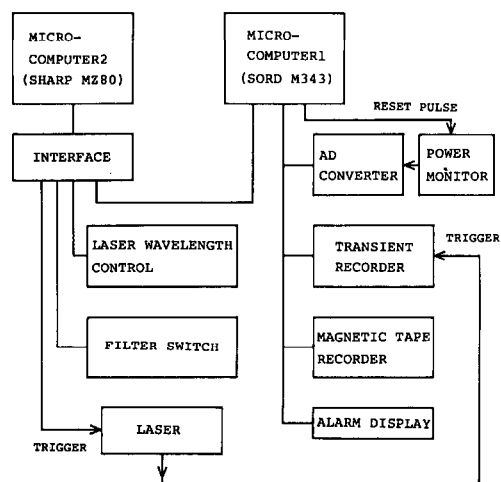 MICRO-
COMPUTER2
(SHARP MZ80)
MICRO-
COMPUTER1
(SORD M343)
RESET PULSE
INTERFACE
AD
CONVERTER
POWER
MONITOR
LASER WAVELENGTH
CONTROL
TRANSIENT
RECORDER
TRIGGER
FILTER SWITCH
MAGNETIC TAPE
RECORDER
LASER
ALARM DISPLAY
TRIGGER